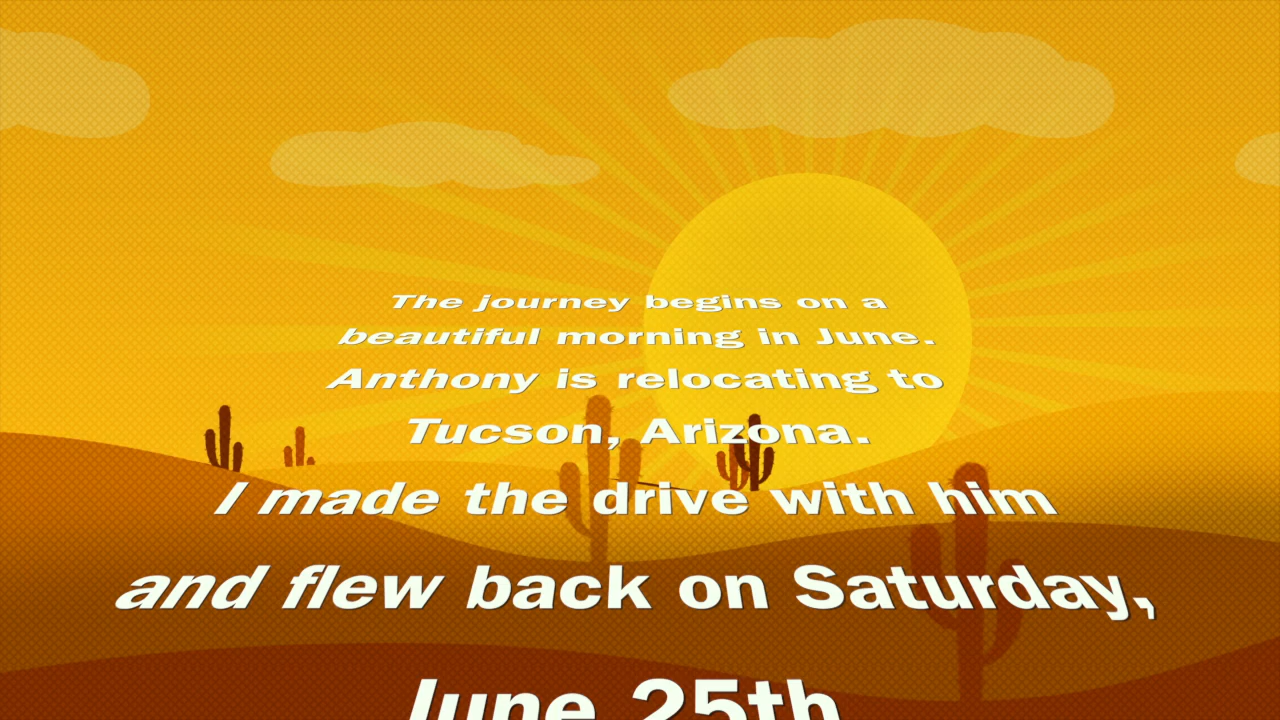 The journey begins on a
beautiful morning in June.
Anthony is relocating to
Tucson, Arizona.
I made the drive with him
and flew back on Saturday,
June 25th